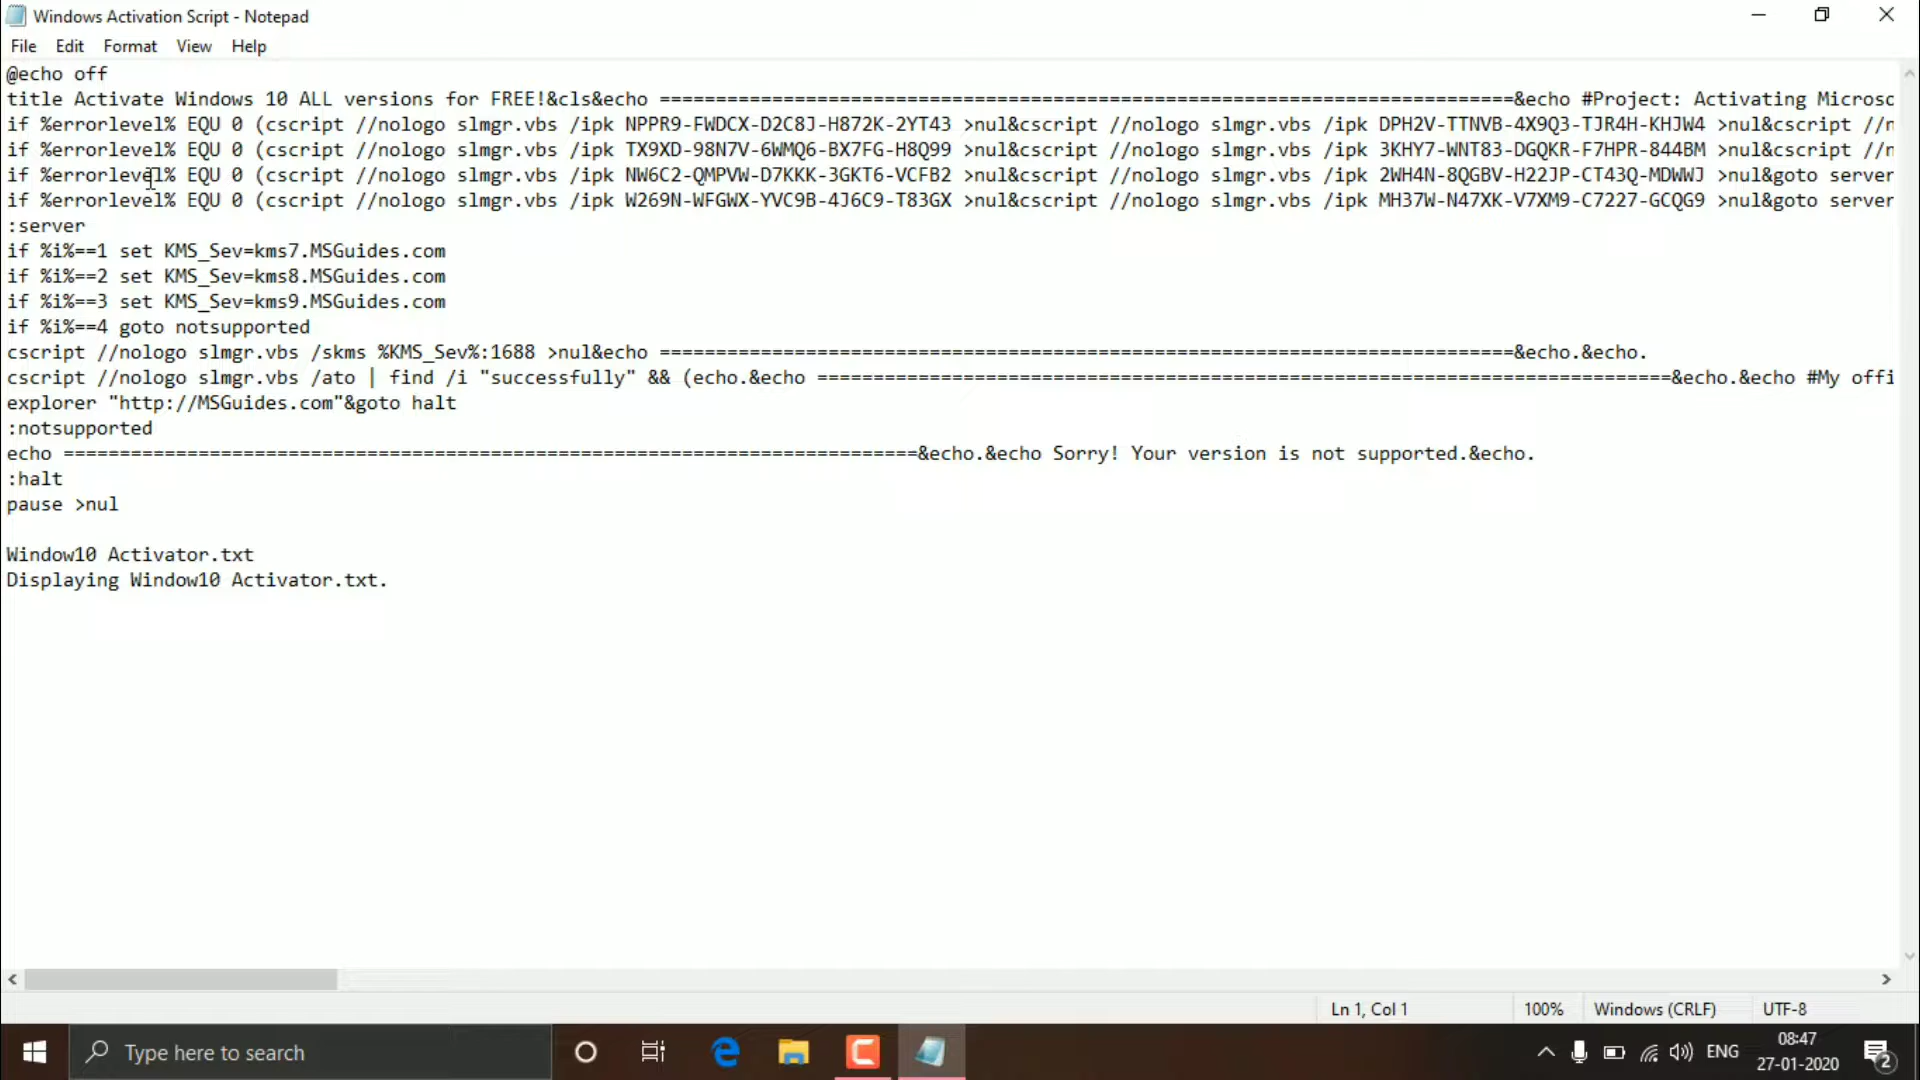 Windows Activation Script - Notepad
File Edit Format View Help
@echo off
title Activate Windows 10 ALL versions for FREE!&cls&echo ============================================================================&echo #Project: Activating Microsc
if %errorlevel% EQU 0 (cscript //nologo slmgr.vbs /ipk NPPR9-FWDCX-D2C8J-H872K-2YT43 >nul&cscript //nologo slmgr.vbs /ipk DPH2V-TTNVB-4X9Q3-TJR4H-KHJW4 >nul&cscript //n
if %errorlevel% EQU 0 (cscript //nologo slmgr.vbs /ipk TX9XD-98N7V-6WMQ6-BX7FG-H8Q99 >nul&cscript //nologo slmgr.vbs /ipk 3KHY7-WNT83-DGQKR-F7HPR-844BM >nul&cscript //n
if %errorlevel% EQU 0 (cscript //nologo slmgr.vbs /ipk NW6C2-QMPVW-D7KKK-3GKT6-VCFB2 >nul&cscript //nologo slmgr.vbs /ipk 2WH4N-8QGBV-H22JP-CT43Q-MDWWJ >nul&goto server
if %errorlevel% EQU 0 (cscript //nologo slmgr.vbs /ipk W269N-WFGWX-YVC9B-4J6C9-T83GX >nul&cscript //nologo slmgr.vbs /ipk MH37W-N47XK-V7XM9-C7227-GCQG9 >nul&goto server
:server
if %i%==1 set KMS_Sev=kms7.MSGuides.com
if %i%==2 set KMS_Sev=kms8.MSGuides.com
if %i%==3 set KMS_Sev=kms9.MSGuides.com
if %i%==4 goto notsupported
cscript //nologo slmgr.vbs /skms %KMS_Sev%:1688 >nul&echo ============================================================================&echo.&echo.
cscript //nologo slmgr.vbs /ato | find /i "successfully" && (echo.&echo ============================================================================&echo.&echo #My offi
explorer "http://MSGuides.com"&goto halt
:notsupported
echo ============================================================================&echo.&echo Sorry! Your version is not supported.&echo.
:halt
pause >nul
Window10 Activator.txt
Displaying Window10 Activator.txt.
Ln 1, Col 1 100% Windows (CRLF) UTF-8
Type here to search
ENG
08:47
27-01-2020
2